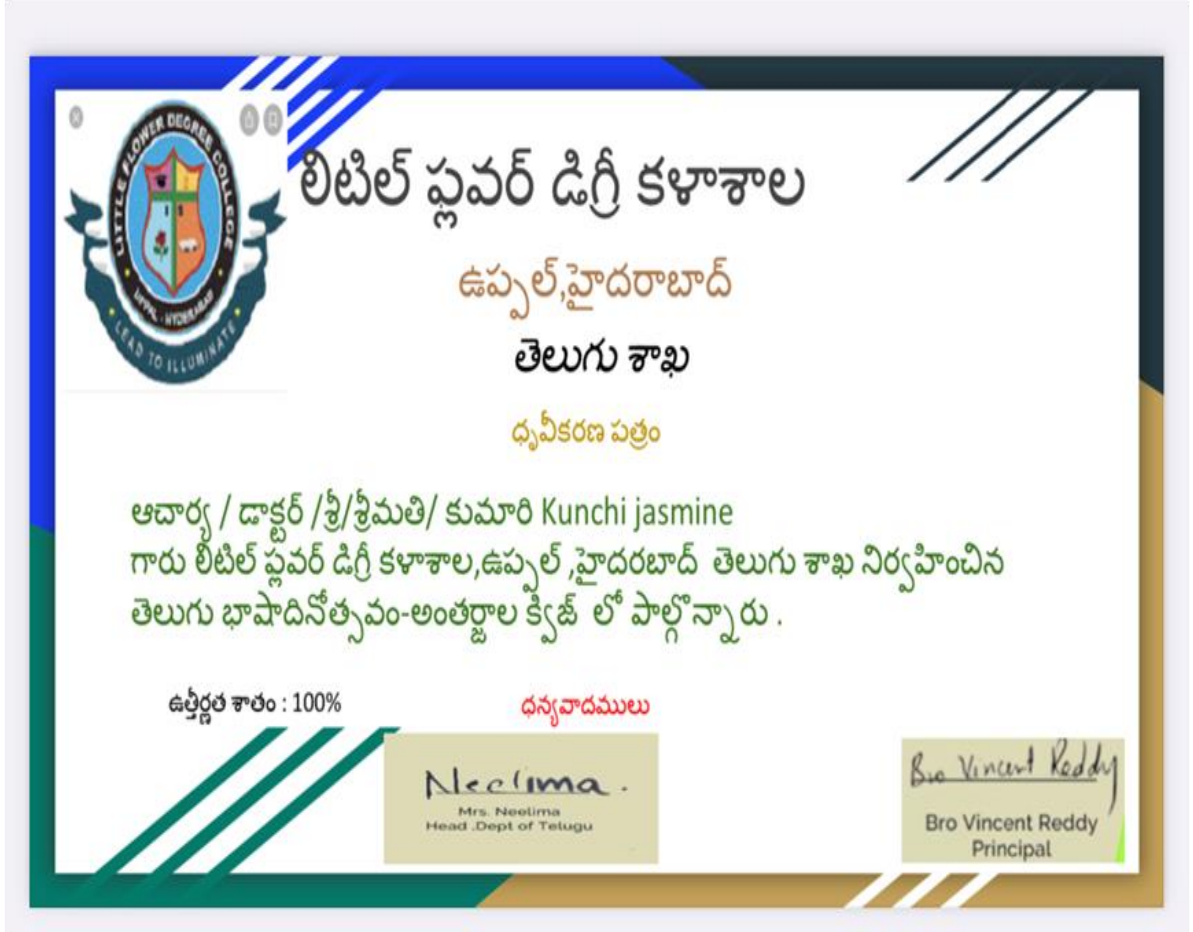 LITTLE FLOWER DEGREE COLLEGE
UPPAL - HYDERABAD
LEAD TO ILLUMINATE
లిటిల్ ఫ్లవర్ డిగ్రీ కళాశాల
ఉప్పల్,హైదరాబాద్
తెలుగు శాఖ
ధృవీకరణ పత్రం
ఆచార్య / డాక్టర్ /శ్రీ/శ్రీమతి/ కుమారి Kunchi jasmine
గారు లిటిల్ ఫ్లవర్ డిగ్రీ కళాశాల,ఉప్పల్ ,హైదరబాద్ తెలుగు శాఖ నిర్వహించిన
తెలుగు భాషాదినోత్సవం-అంతర్జాల క్విజ్ లో పాల్గొన్నారు .
ఉత్తీర్ణత శాతం : 100%
ధన్యవాదములు
Neelima.
Mrs. Neelima
Head .Dept of Telugu
Bro Vincent Reddy
Bro Vincent Reddy
Principal